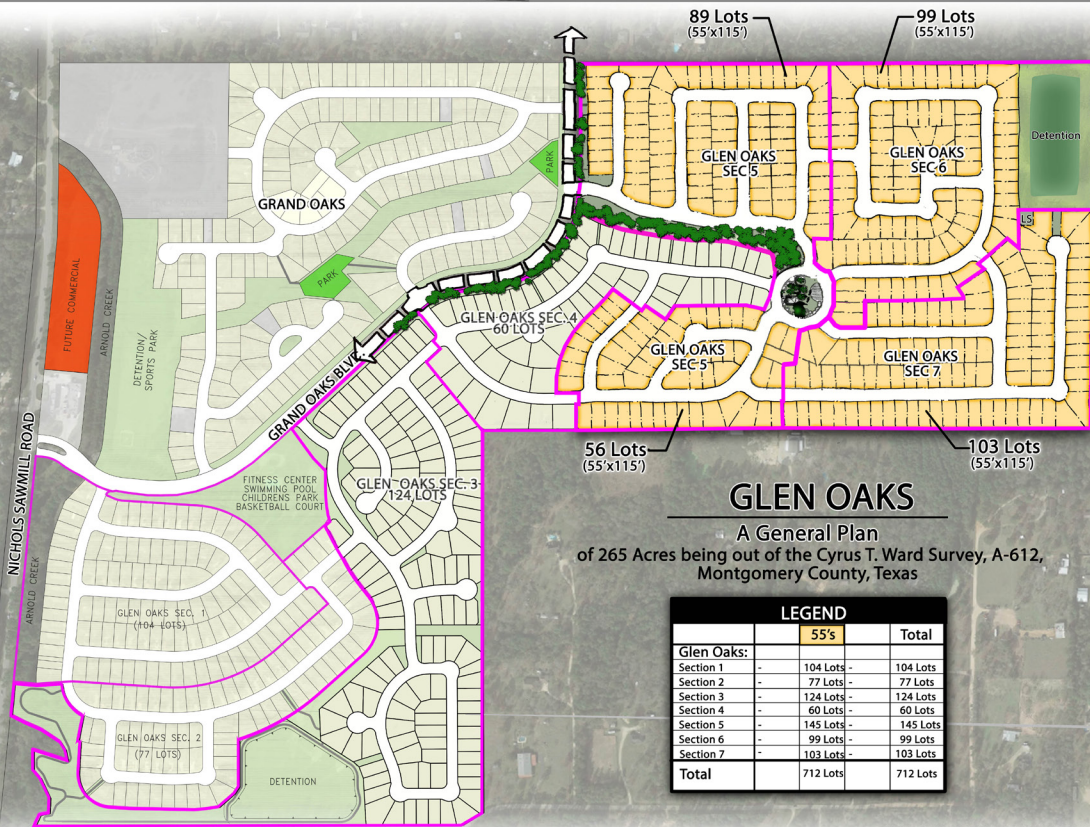 89 Lots
(55'x115')
99 Lots
(55'x115')
Detention
GLEN OAKS
SEC 5
GLEN OAKS
SEC 6
PARK
GRAND OAKS
LS
PARK
FUTURE COMMERCIAL
ARNOLD CREEK
GLEN OAKS SEC. 4
60 LOTS
DETENTION/
SPORTS PARK
GLEN OAKS
SEC 5
GLEN OAKS
SEC 7
GRAND OAKS BLVD.
NICHOLS SAWMILL ROAD
56 Lots
(55'x115')
103 Lots
(55'x115')
FITNESS CENTER
SWIMMING POOL
CHILDRENS PARK
BASKETBALL COURT
GLEN OAKS SEC. 3
124 LOTS
GLEN OAKS
A General Plan
of 265 Acres being out of the Cyrus T. Ward Survey, A-612,
Montgomery County, Texas
ARNOLD CREEK
GLEN OAKS SEC. 1
(104 LOTS)
GLEN OAKS SEC. 2
(77 LOTS)
DETENTION
LEGEND
55's Total
Glen Oaks:
Section 1 - 104 Lots - 104 Lots
Section 2 - 77 Lots - 77 Lots
Section 3 - 124 Lots - 124 Lots
Section 4 - 60 Lots - 60 Lots
Section 5 - 145 Lots - 145 Lots
Section 6 - 99 Lots - 99 Lots
Section 7 - 103 Lots - 103 Lots
Total 712 Lots 712 Lots